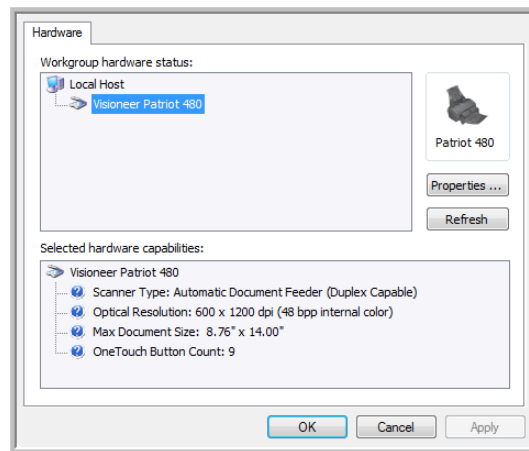 Hardware
Workgroup hardware status:
Local Host
Visioneer Patriot 480
Patriot 480
Properties ...
Refresh
Selected hardware capabilities:
Visioneer Patriot 480
Scanner Type: Automatic Document Feeder (Duplex Capable)
Optical Resolution: 600 x 1200 dpi (48 bpp internal color)
Max Document Size: 8.76" x 14.00"
OneTouch Button Count: 9
OK Cancel Apply